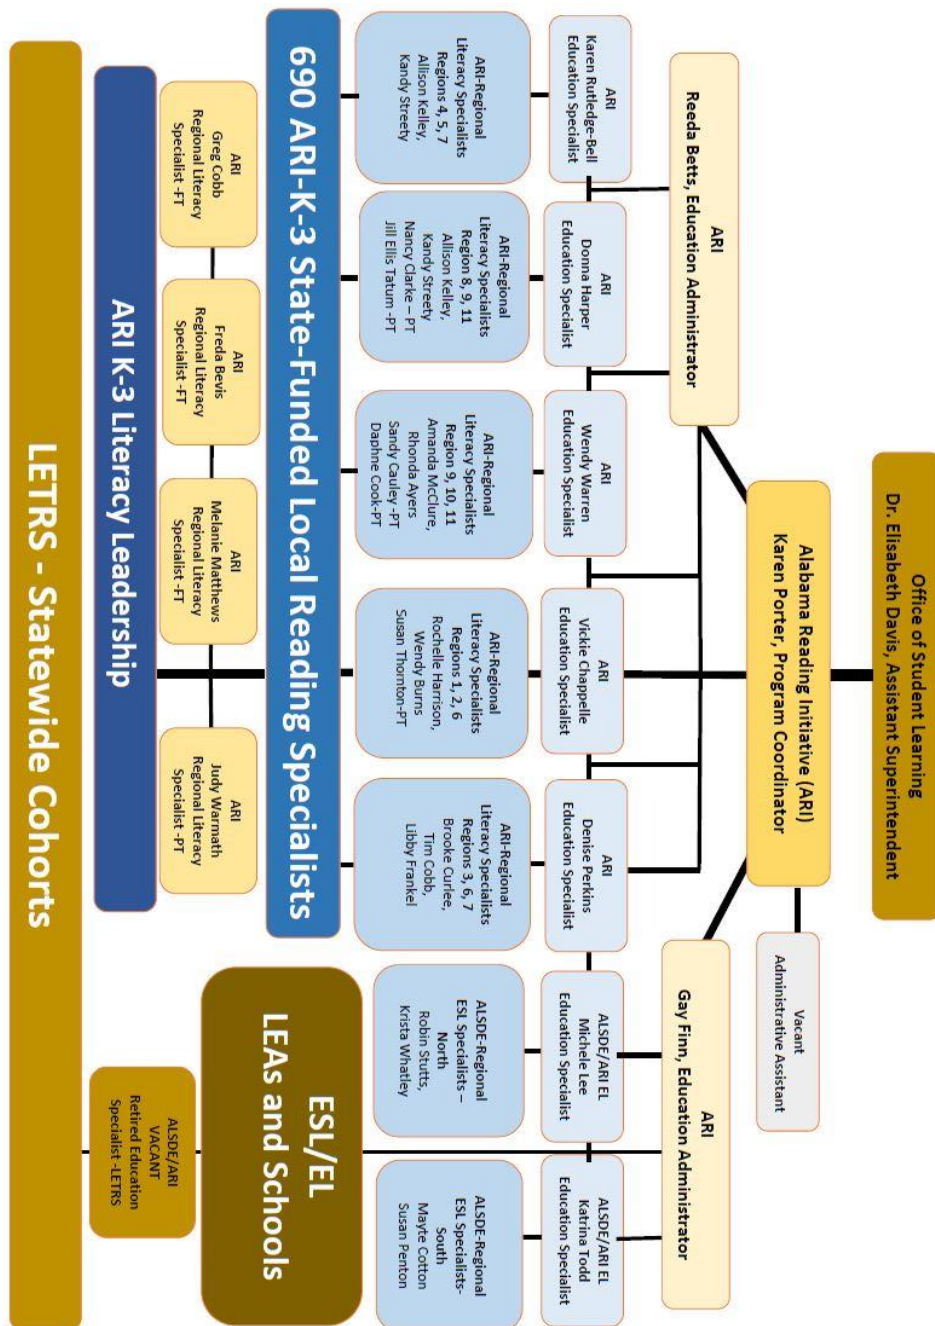 Office of Student Learning
Dr. Elisabeth Davis, Assistant Superintendent
Alabama Reading Initiative (ARI)
Karen Porter, Program Coordinator
Vacant
Administrative Assistant
ARI
Reeda Betts, Education Administrator
ARI
Gay Finn, Education Administrator
ARI
Karen Rutledge-Bell
Education Specialist
ARI
Donna Harper
Education Specialist
ARI
Wendy Warren
Education Specialist
ARI
Vickie Chappelle
Education Specialist
ARI
Denise Perkins
Education Specialist
ALSDE/ARI EL
Michele Lee
Education Specialist
ALSDE/ARI EL
Katrina Todd
Education Specialist
ARI-Regional
Literacy Specialists
Regions 4, 5, 7
Allison Kelley,
Kandy Streety
ARI-Regional
Literacy Specialists
Region 8, 9, 11
Allison Kelley,
Kandy Streety
Nancy Clarke – PT
Jill Ellis Tatum -PT
ARI-Regional
Literacy Specialists
Region 9, 10, 11
Amanda McClure,
Rhonda Ayers
Sandy Cauley -PT
Daphne Cook-PT
ARI-Regional
Literacy Specialists
Regions 1, 2, 6
Rochelle Harrison,
Wendy Burns
Susan Thornton-PT
ARI-Regional
Literacy Specialists
Regions 3, 6, 7
Brooke Curlee,
Tim Cobb,
Libby Frankel
ALSDE-Regional
ESL Specialists –
North
Robin Stutts,
Krista Whatley
ALSDE-Regional
ESL Specialists-
South
Mayte Cotton
Susan Penton
690 ARI-K-3 State-Funded Local Reading Specialists
ESL/EL
LEAs and Schools
ARI
Greg Cobb
Regional Literacy
Specialist -FT
ARI
Freda Bevis
Regional Literacy
Specialist -FT
ARI
Melanie Matthews
Regional Literacy
Specialist -FT
ARI
Judy Warmath
Regional Literacy
Specialist -PT
ARI K-3 Literacy Leadership
ALSDE/ARI
VACANT
Retired Education
Specialist -LETRS
LETRS - Statewide Cohorts